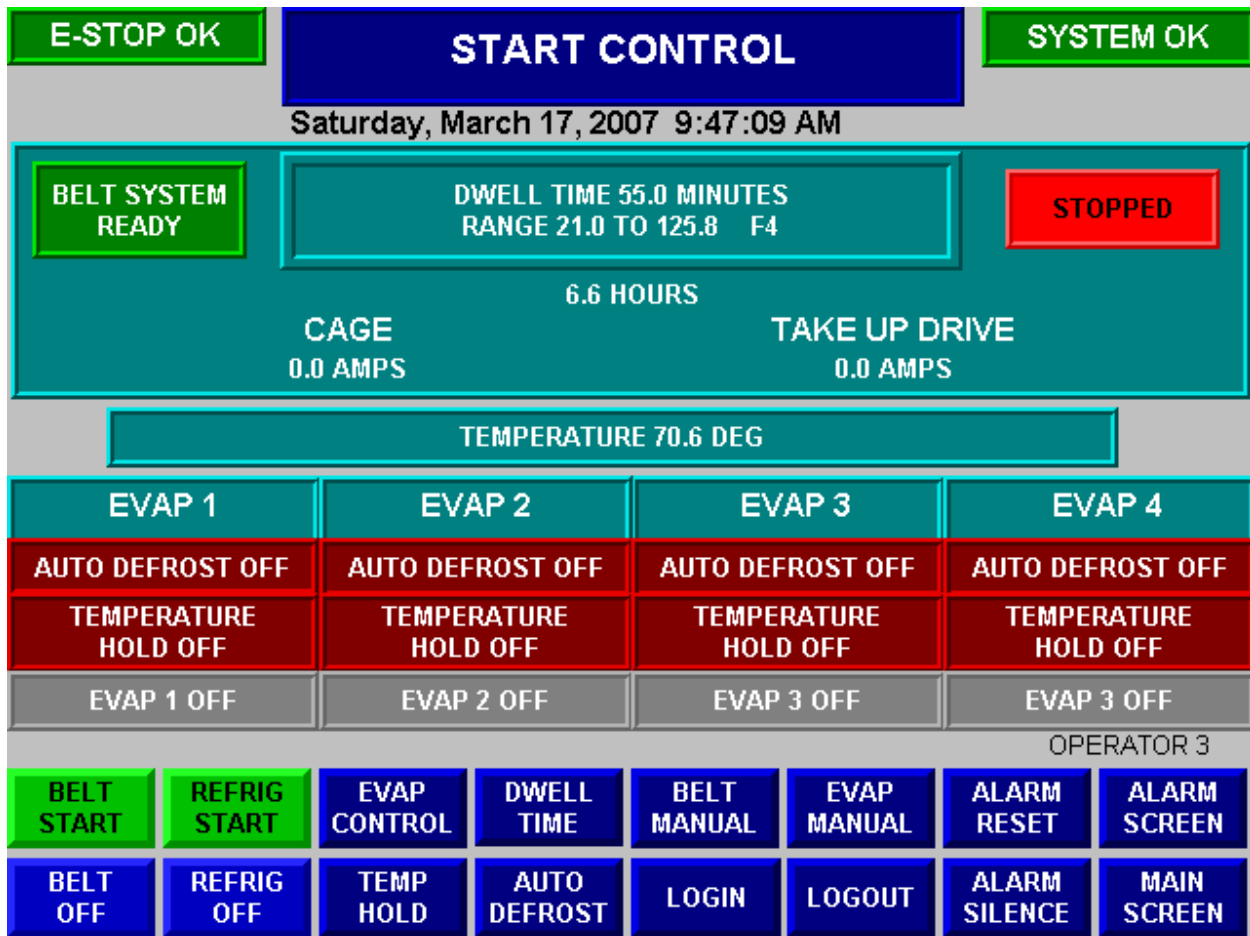 E-STOP OK
START CONTROL
SYSTEM OK
Saturday, March 17, 2007 9:47:09 AM
BELT SYSTEM
READY
DWELL TIME 55.0 MINUTES
RANGE 21.0 TO 125.8 F4
STOPPED
6.6 HOURS
CAGE
TAKE UP DRIVE
0.0 AMPS
0.0 AMPS
TEMPERATURE 70.6 DEG
EVAP 1
EVAP 2
EVAP 3
EVAP 4
AUTO DEFROST OFF
AUTO DEFROST OFF
AUTO DEFROST OFF
AUTO DEFROST OFF
TEMPERATURE
HOLD OFF
TEMPERATURE
HOLD OFF
TEMPERATURE
HOLD OFF
TEMPERATURE
HOLD OFF
EVAP 1 OFF
EVAP 2 OFF
EVAP 3 OFF
EVAP 3 OFF
OPERATOR 3
BELT
START
REFRIG
START
EVAP
CONTROL
DWELL
TIME
BELT
MANUAL
EVAP
MANUAL
ALARM
RESET
ALARM
SCREEN
BELT
OFF
REFRIG
OFF
TEMP
HOLD
AUTO
DEFROST
LOGIN
LOGOUT
ALARM
SILENCE
MAIN
SCREEN